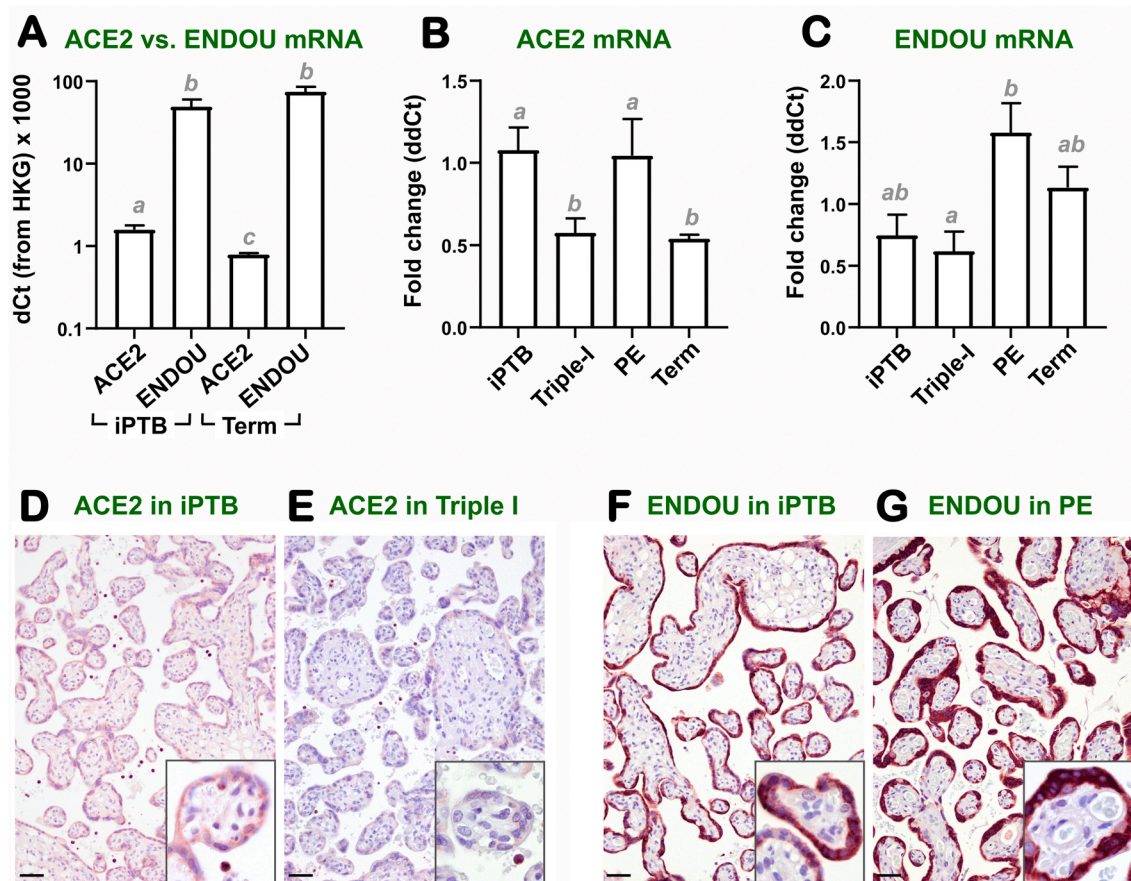 A ACE2 vs. ENDOU mRNA
dCt (from HKG) x 1000
100
10
1
0.1
a
b
c
b
ACE2
ENDOU
ACE2
ENDOU
iPTB
Term
B ACE2 mRNA
Fold change (ddCt)
1.5
1.0
0.5
0.0
a
b
a
b
iPTB
Triple-I
PE
Term
C ENDOU mRNA
Fold change (ddCt)
2.0
1.5
1.0
0.5
0.0
ab
a
b
ab
iPTB
Triple-I
PE
Term
D ACE2 in iPTB
E ACE2 in Triple I
F ENDOU in iPTB
G ENDOU in PE